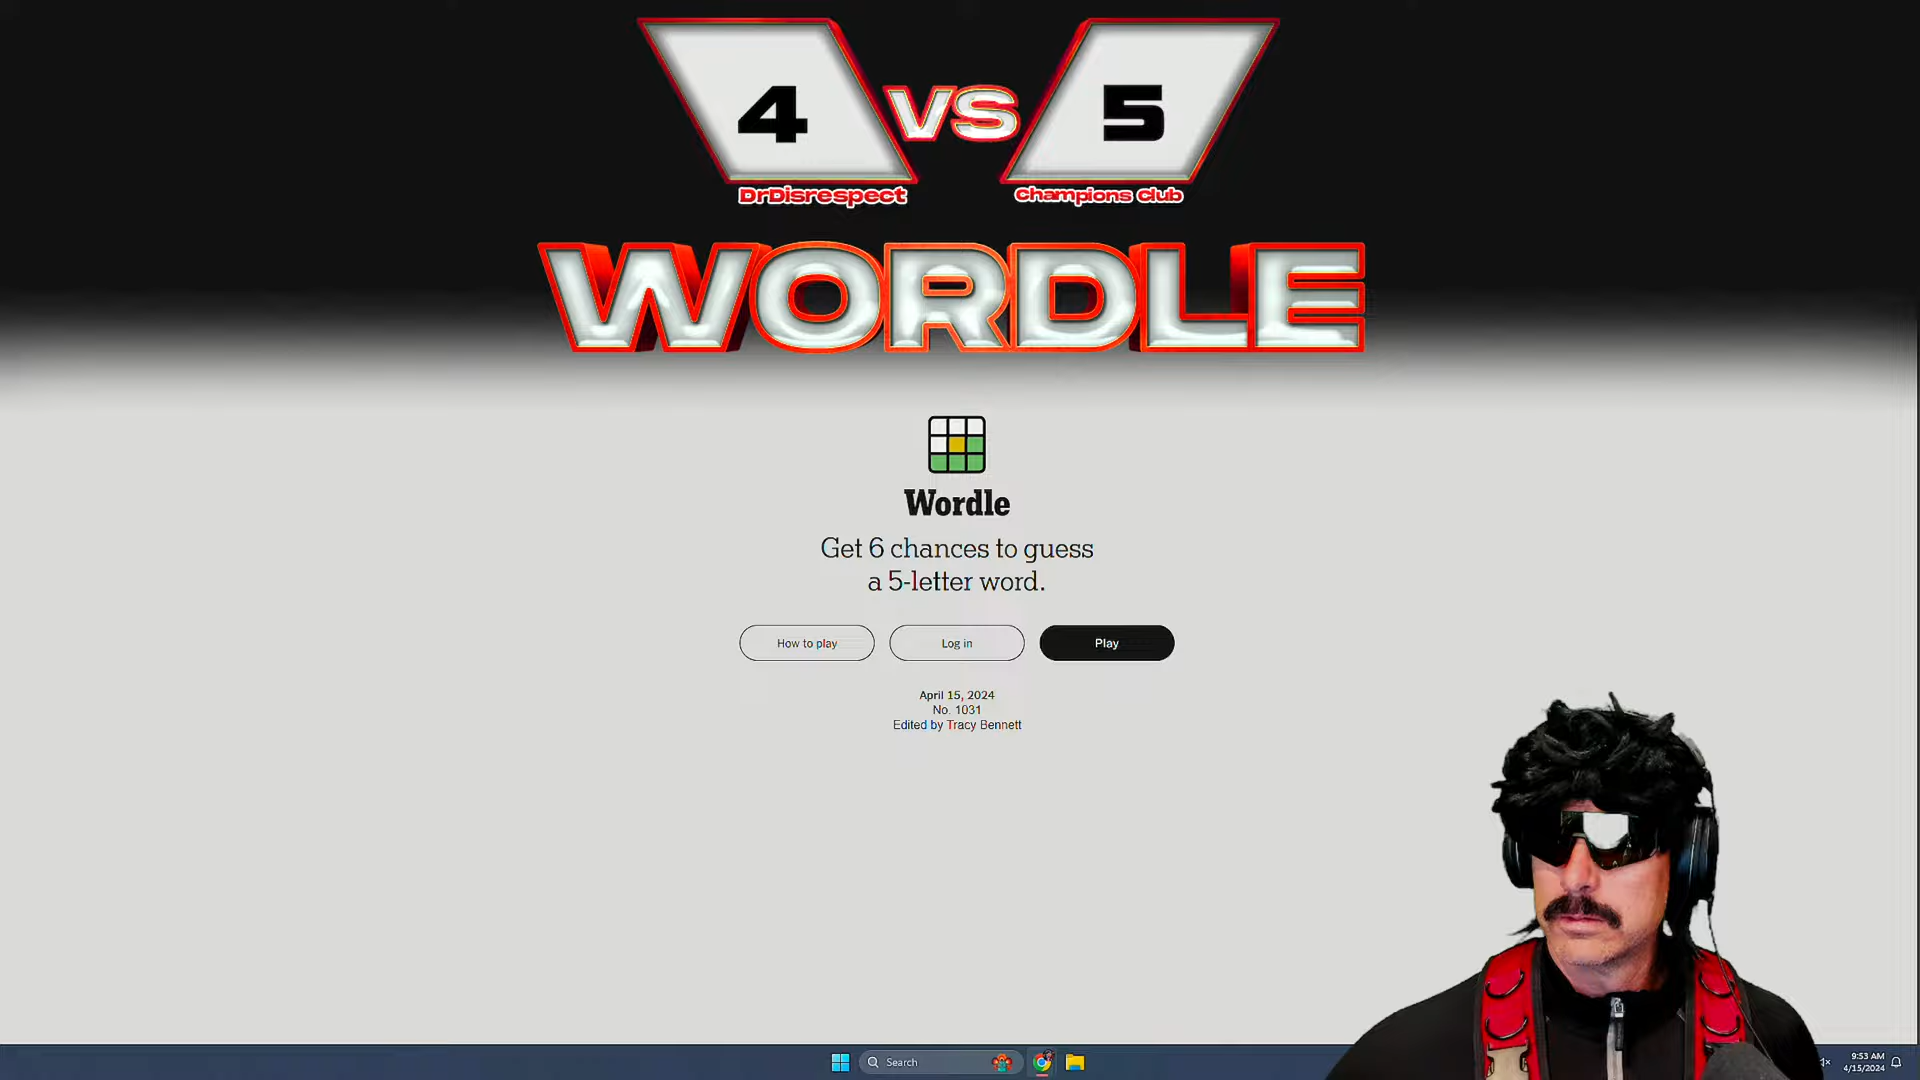 4 VS 5
DrDisrespect Champions Club
WORDLE
Wordle
Get 6 chances to guess
a 5-letter word.
How to play Log in Play
April 15, 2024
No. 1031
Edited by Tracy Bennett
Search
9:53 AM
4/15/2024